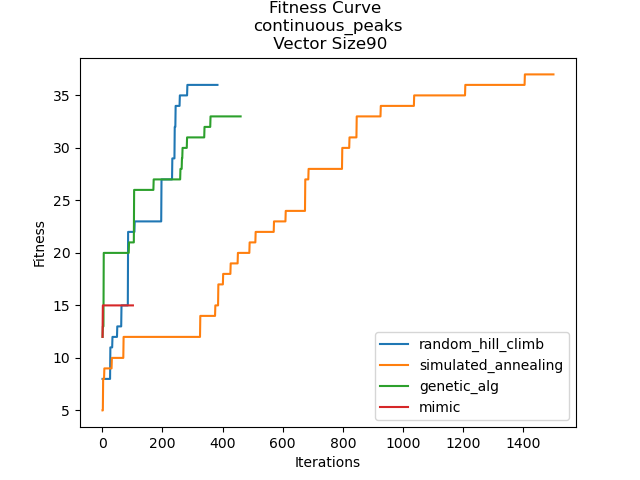 Fitness Curve
continuous_peaks
Vector Size90
Fitness
35
30
25
20
15
10
5
0
200
400
600
800
1000
1200
1400
Iterations
random_hill_climb
simulated_annealing
genetic_alg
mimic